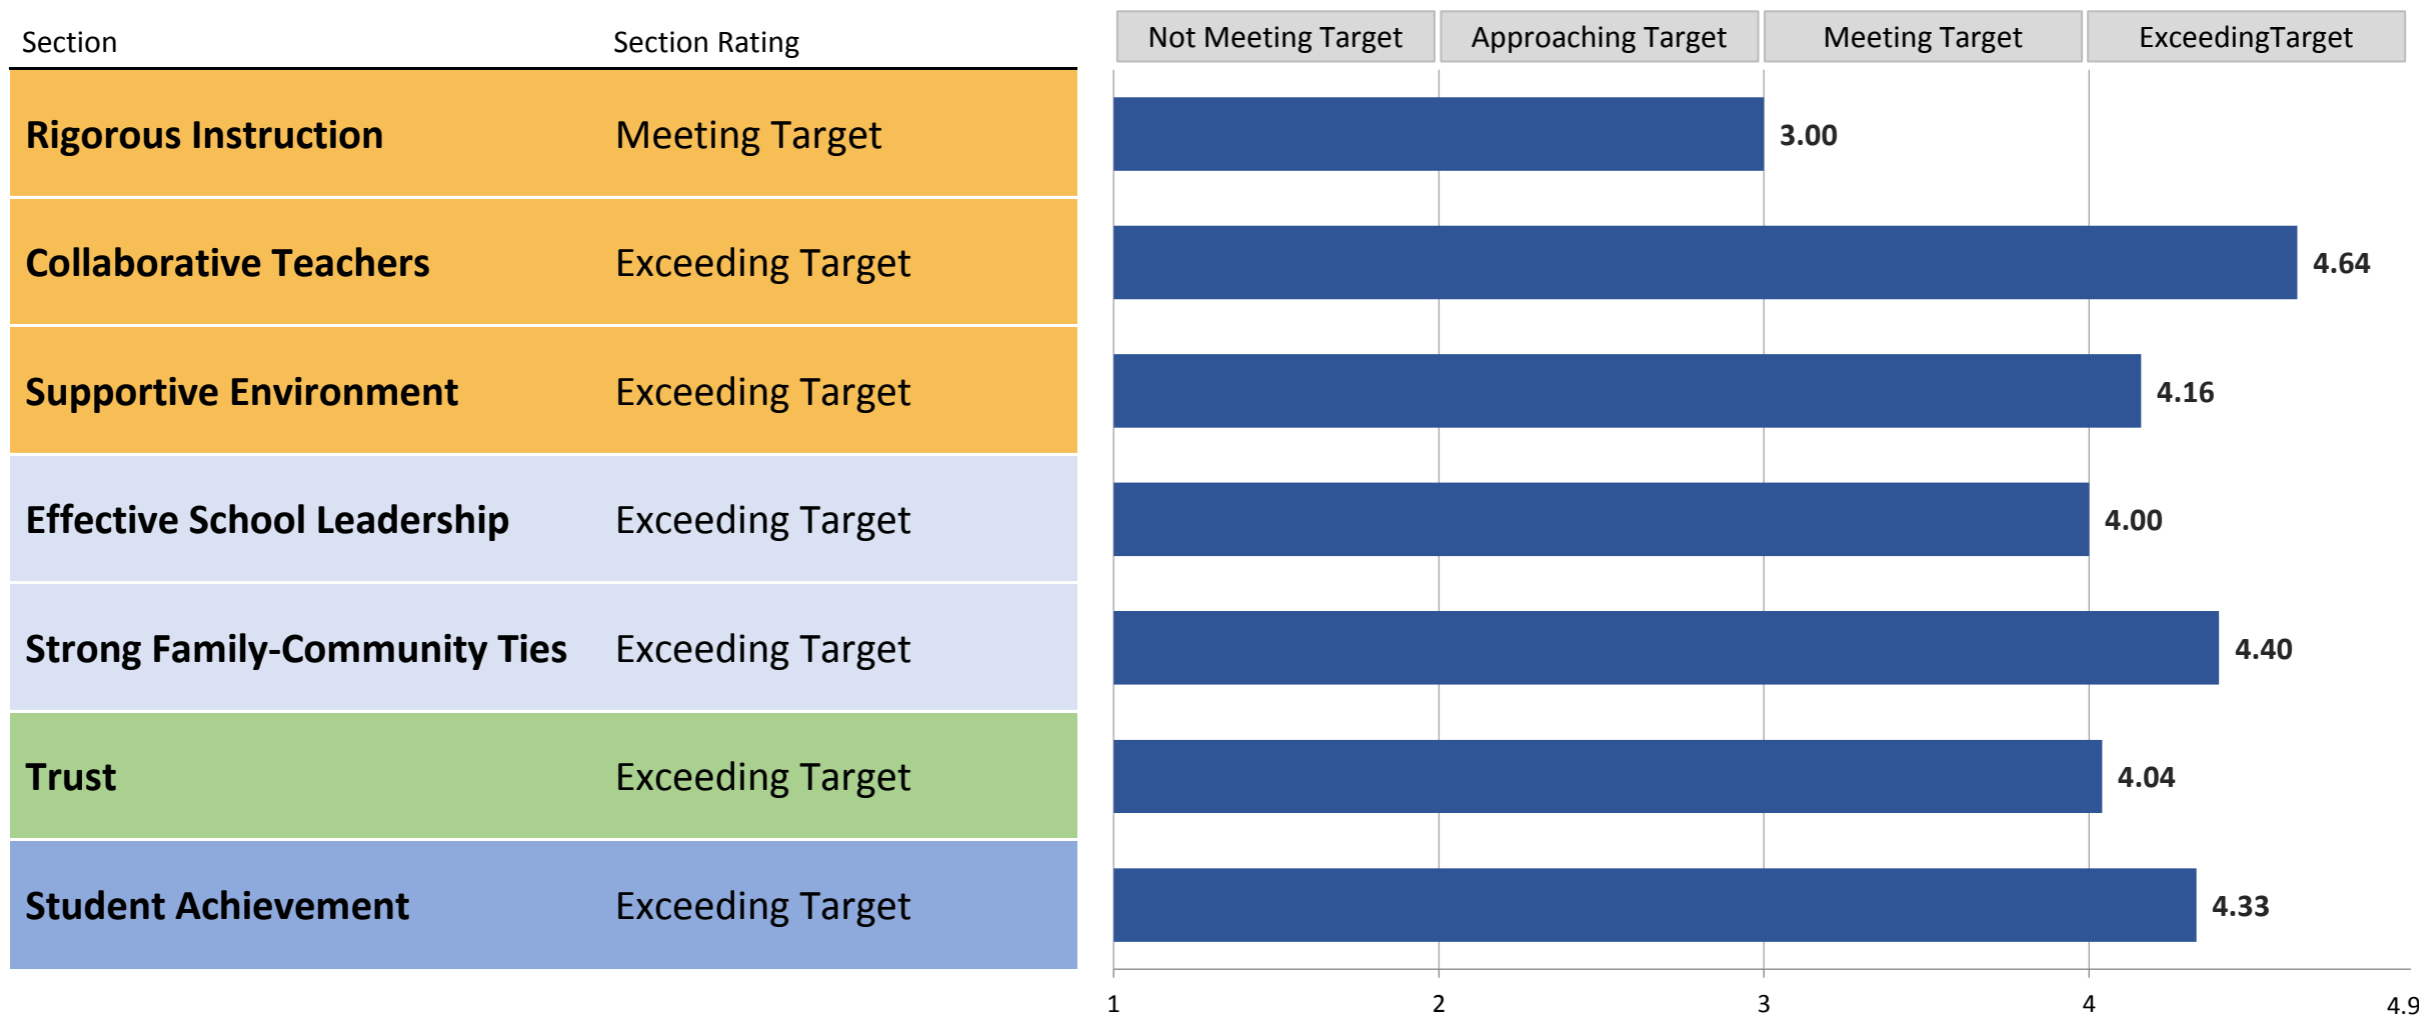 Section Section Rating Not Meeting Target Approaching Target Meeting Target ExceedingTarget
Rigorous Instruction Meeting Target 3.00
Collaborative Teachers Exceeding Target 4.64
Supportive Environment Exceeding Target 4.16
Effective School Leadership Exceeding Target 4.00
Strong Family-Community Ties Exceeding Target 4.40
Trust Exceeding Target 4.04
Student Achievement Exceeding Target 4.33
1 2 3 4 4.9